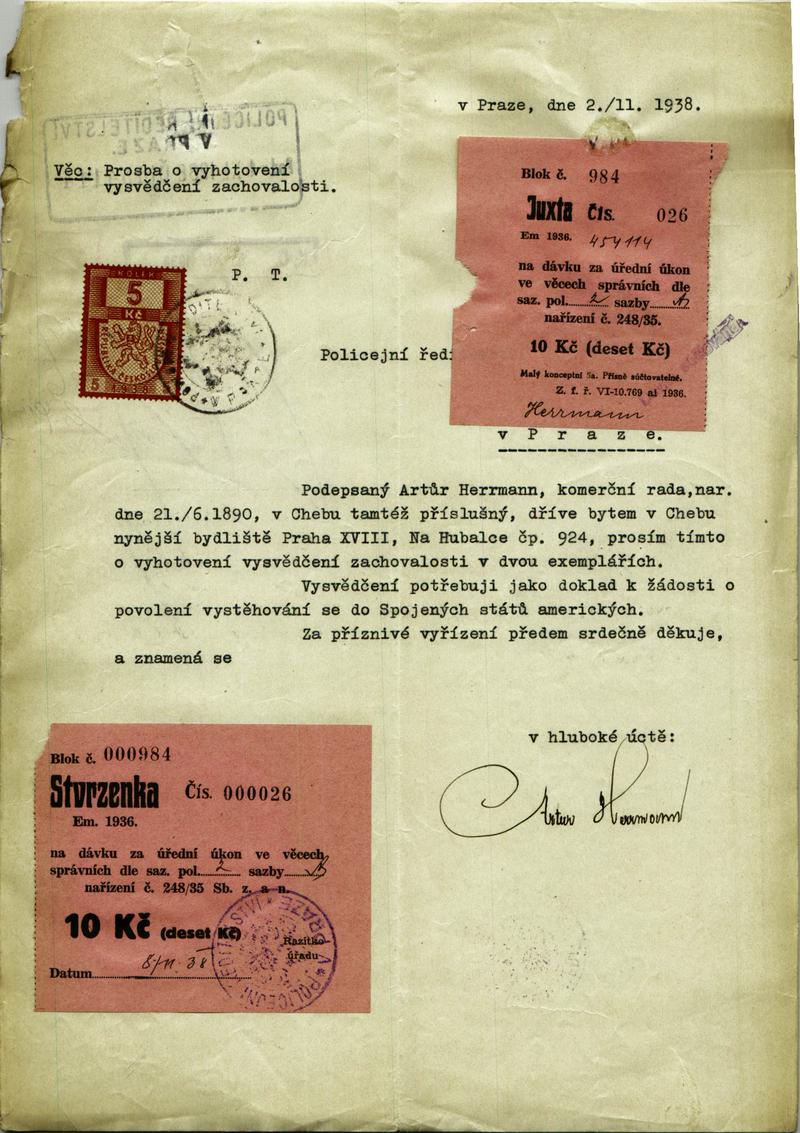 v Praze, dne 2./11. 1938.
POLICEJNÍ ŘEDITELSTVÍ
V PRAZE.
Věc: Prosba o vyhotovení
vysvědčení zachovalosti.
Blok č. 984
Juxta čís. 026
Em 1936. 454114
na dávku za úřední úkon
ve věcech správních dle
saz. pol. 2 sazby
nařízení č. 248/35.
10 Kč (deset Kč)
Malý konceptní Sa. Přísně súčtovatelné.
Z. f. ř. VI-10.769 ai 1936.
Herrmann
KOLEK
5
Kč
5
P. T.
Policejní řed
v Praze.
Podepsaný Artůr Herrmann, komerční rada,nar.
dne 21./6.1890, v Chebu tamtéž příslušný, dříve bytem v Chebu
nynější bydliště Praha XVIII, Na Hubalce čp. 924, prosím tímto
o vyhotovení vysvědčení zachovalosti v dvou exemplářích.
Vysvědčení potřebuji jako doklad k žádosti o
povolení vystěhování se do Spojených států amerických.
Za příznivé vyřízení předem srdečně děkuje,
a znamená se
v hluboké úctě:
Artur Herrmann
Blok č. 000984
Stvrzenka Čís. 000026
Em. 1936.
na dávku za úřední úkon ve věcech
správních dle saz. pol. 2 sazby
nařízení č. 248/35 Sb. z. a n.
10 Kč (deset Kč)
Razítko
úřadu
Datum 8/11 38